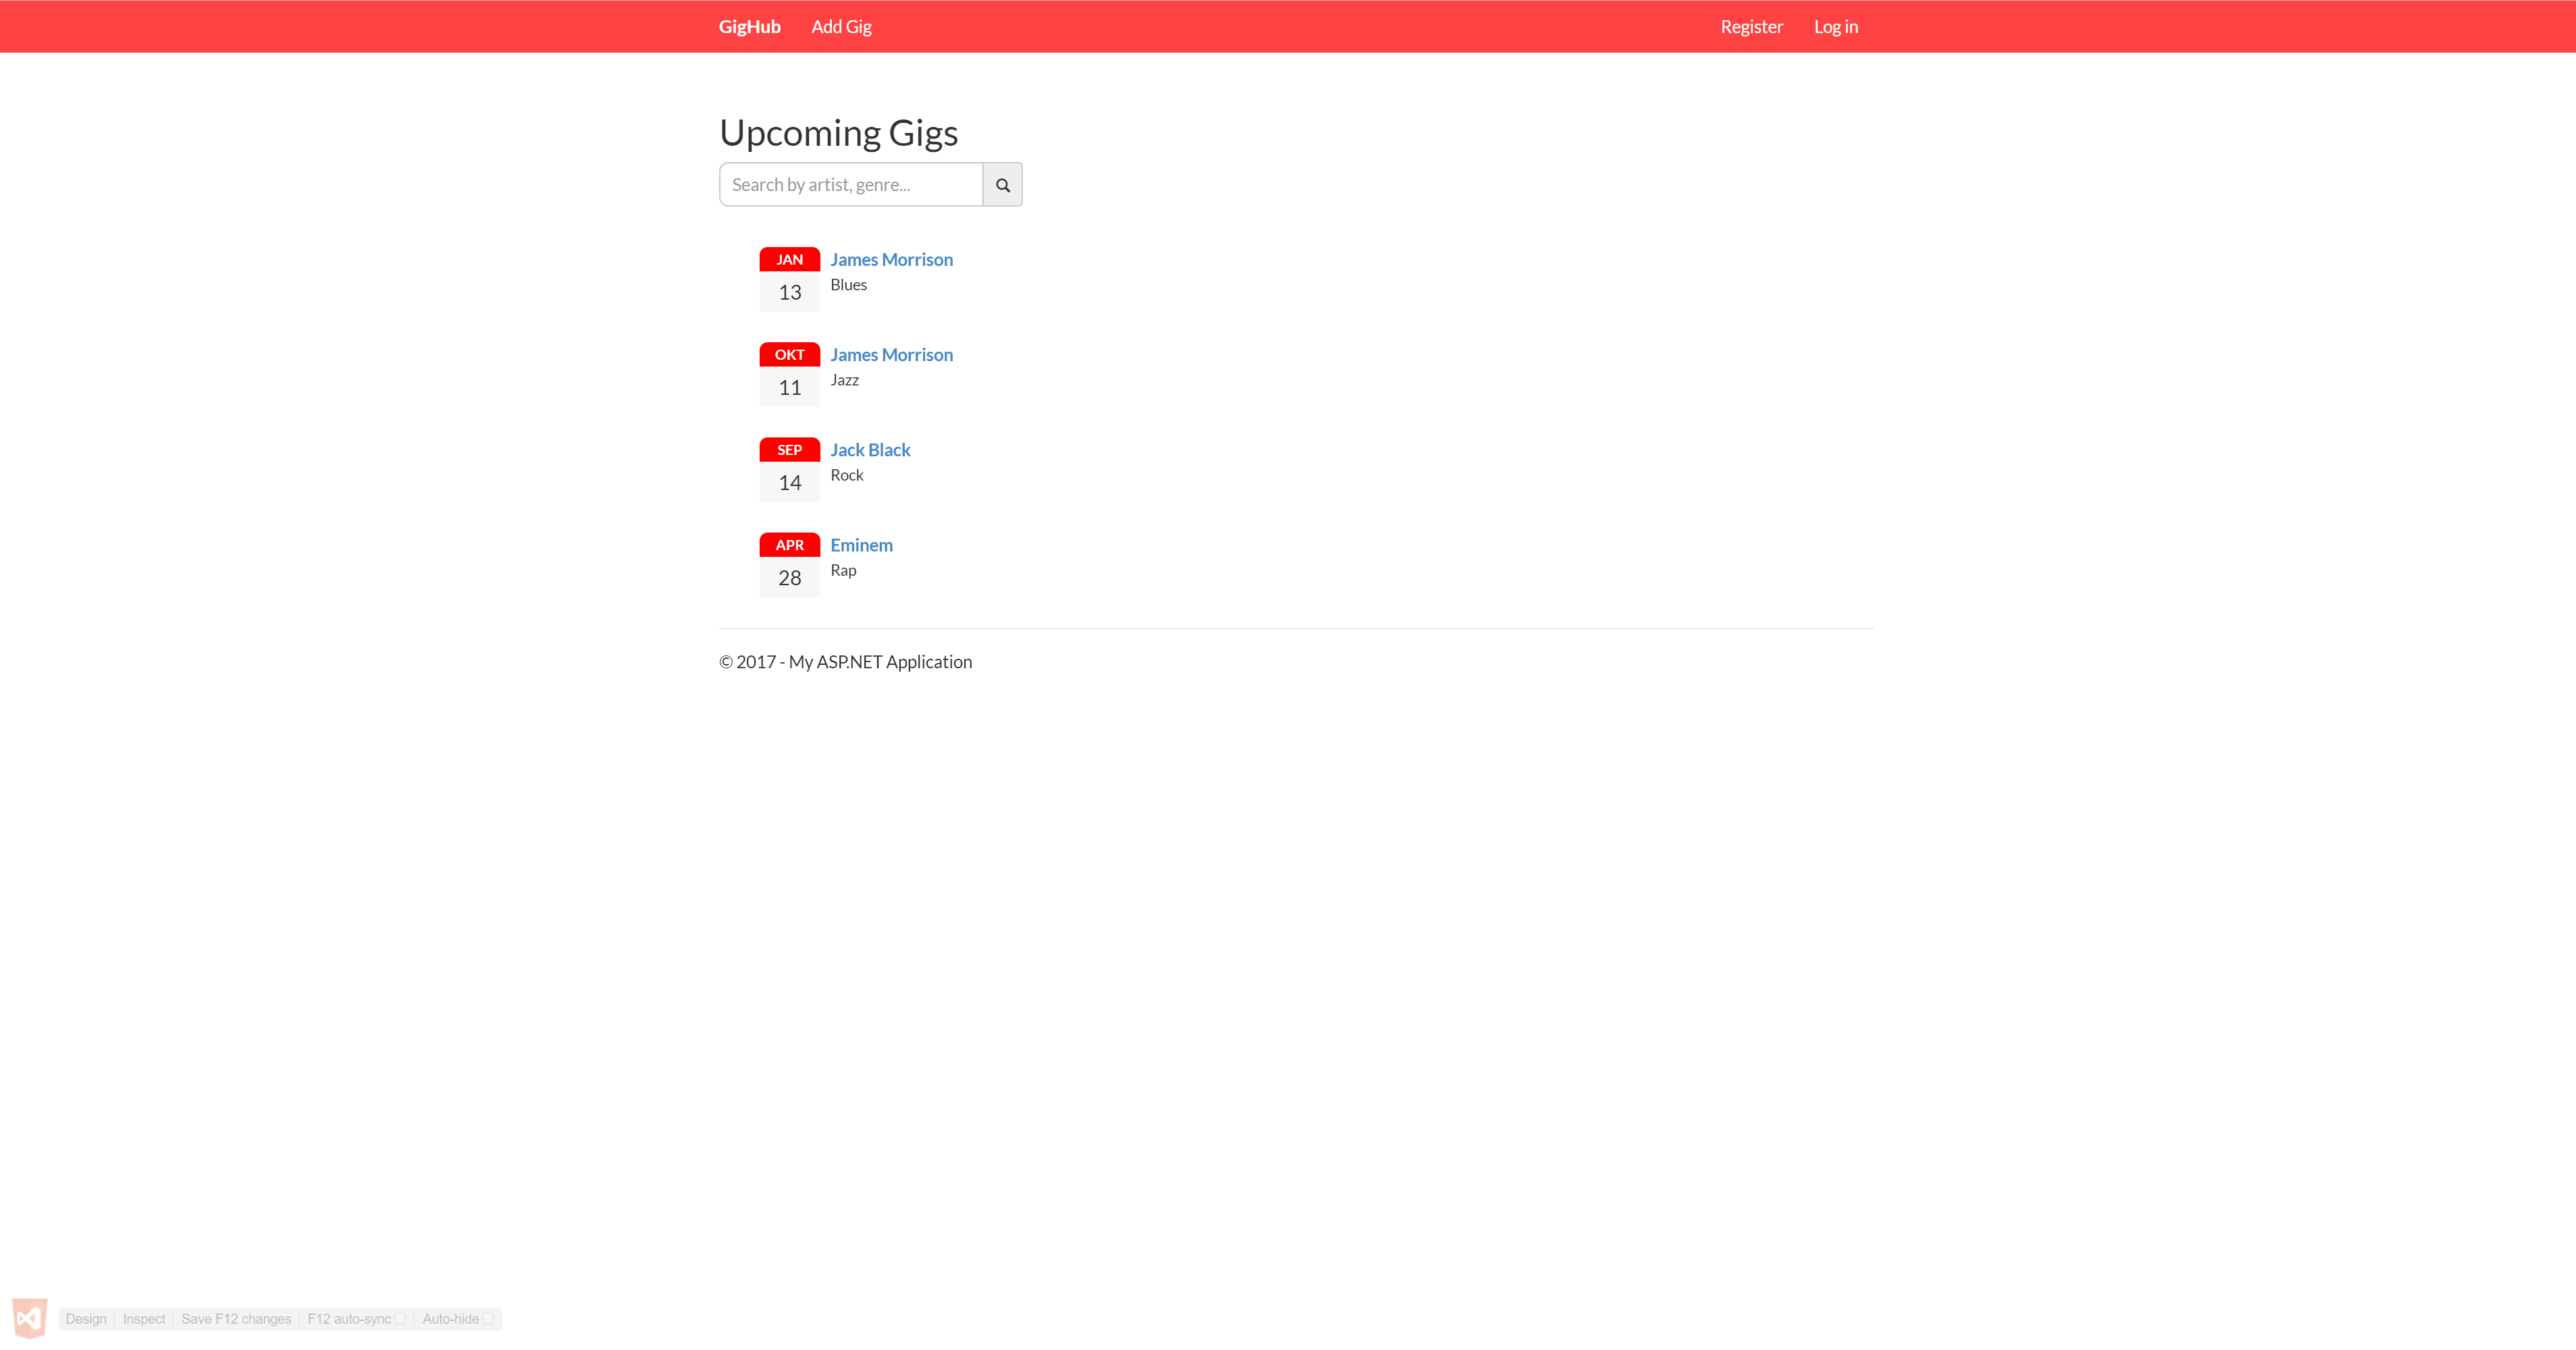 GigHub Add Gig Register Log in
Upcoming Gigs
Search by artist, genre...
JAN
13
James Morrison
Blues
OKT
11
James Morrison
Jazz
SEP
14
Jack Black
Rock
APR
28
Eminem
Rap
© 2017 - My ASP.NET Application
Design Inspect Save F12 changes F12 auto-sync Auto-hide